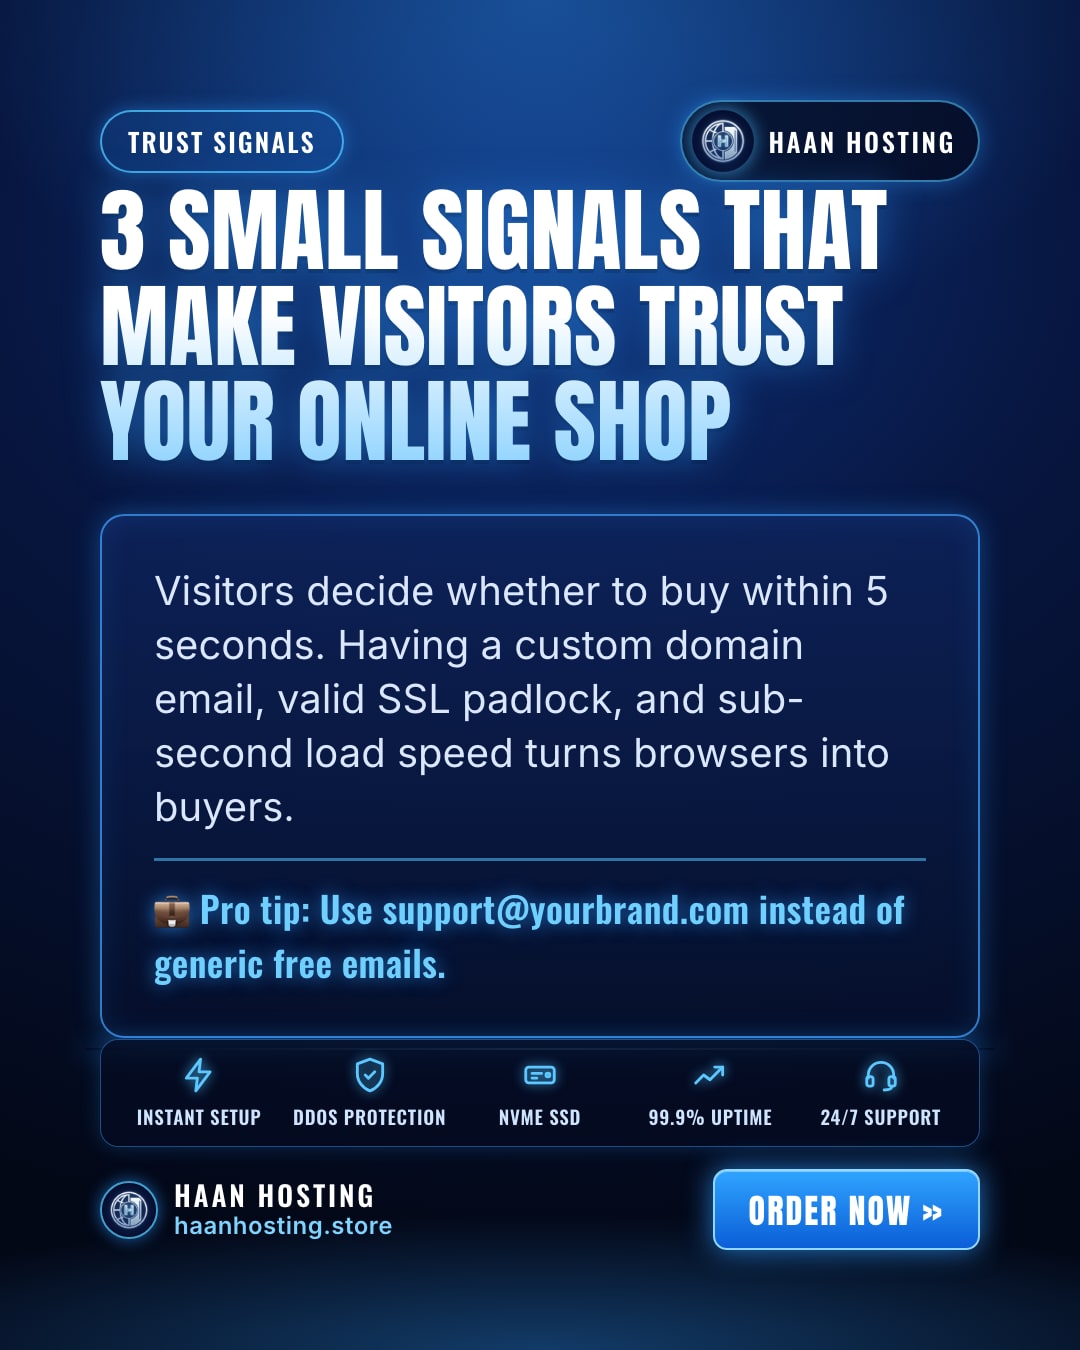 TRUST SIGNALS
HAAN HOSTING
3 SMALL SIGNALS THAT
MAKE VISITORS TRUST
YOUR ONLINE SHOP
Visitors decide whether to buy within 5
seconds. Having a custom domain
email, valid SSL padlock, and sub-
second load speed turns browsers into
buyers.
💼 Pro tip: Use support@yourbrand.com instead of
generic free emails.
INSTANT SETUP
DDOS PROTECTION
NVME SSD
99.9% UPTIME
24/7 SUPPORT
HAAN HOSTING
haanhosting.store
ORDER NOW »